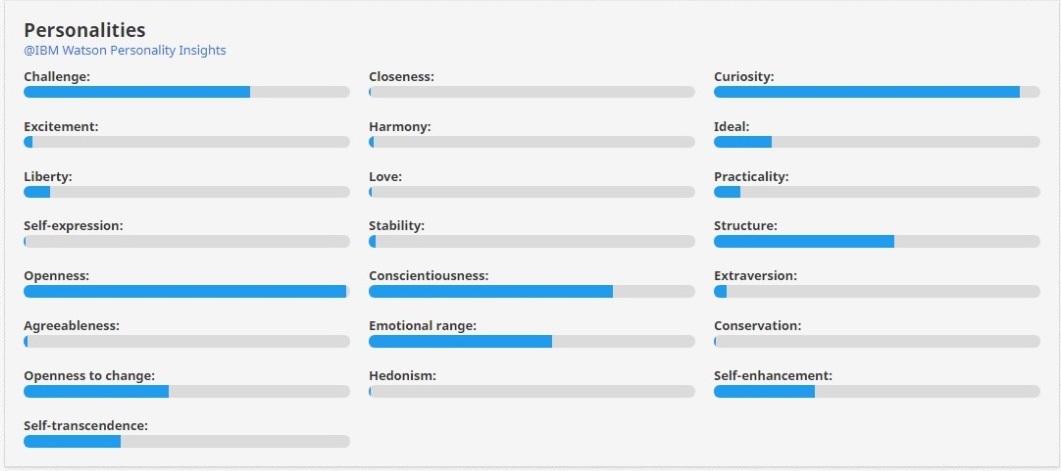 Personalities
@IBM Watson Personality Insights
Challenge:
Closeness:
Curiosity:
Excitement:
Harmony:
Ideal:
Liberty:
Love:
Practicality:
Self-expression:
Stability:
Structure:
Openness:
Conscientiousness:
Extraversion:
Agreeableness:
Emotional range:
Conservation:
Openness to change:
Hedonism:
Self-enhancement:
Self-transcendence: